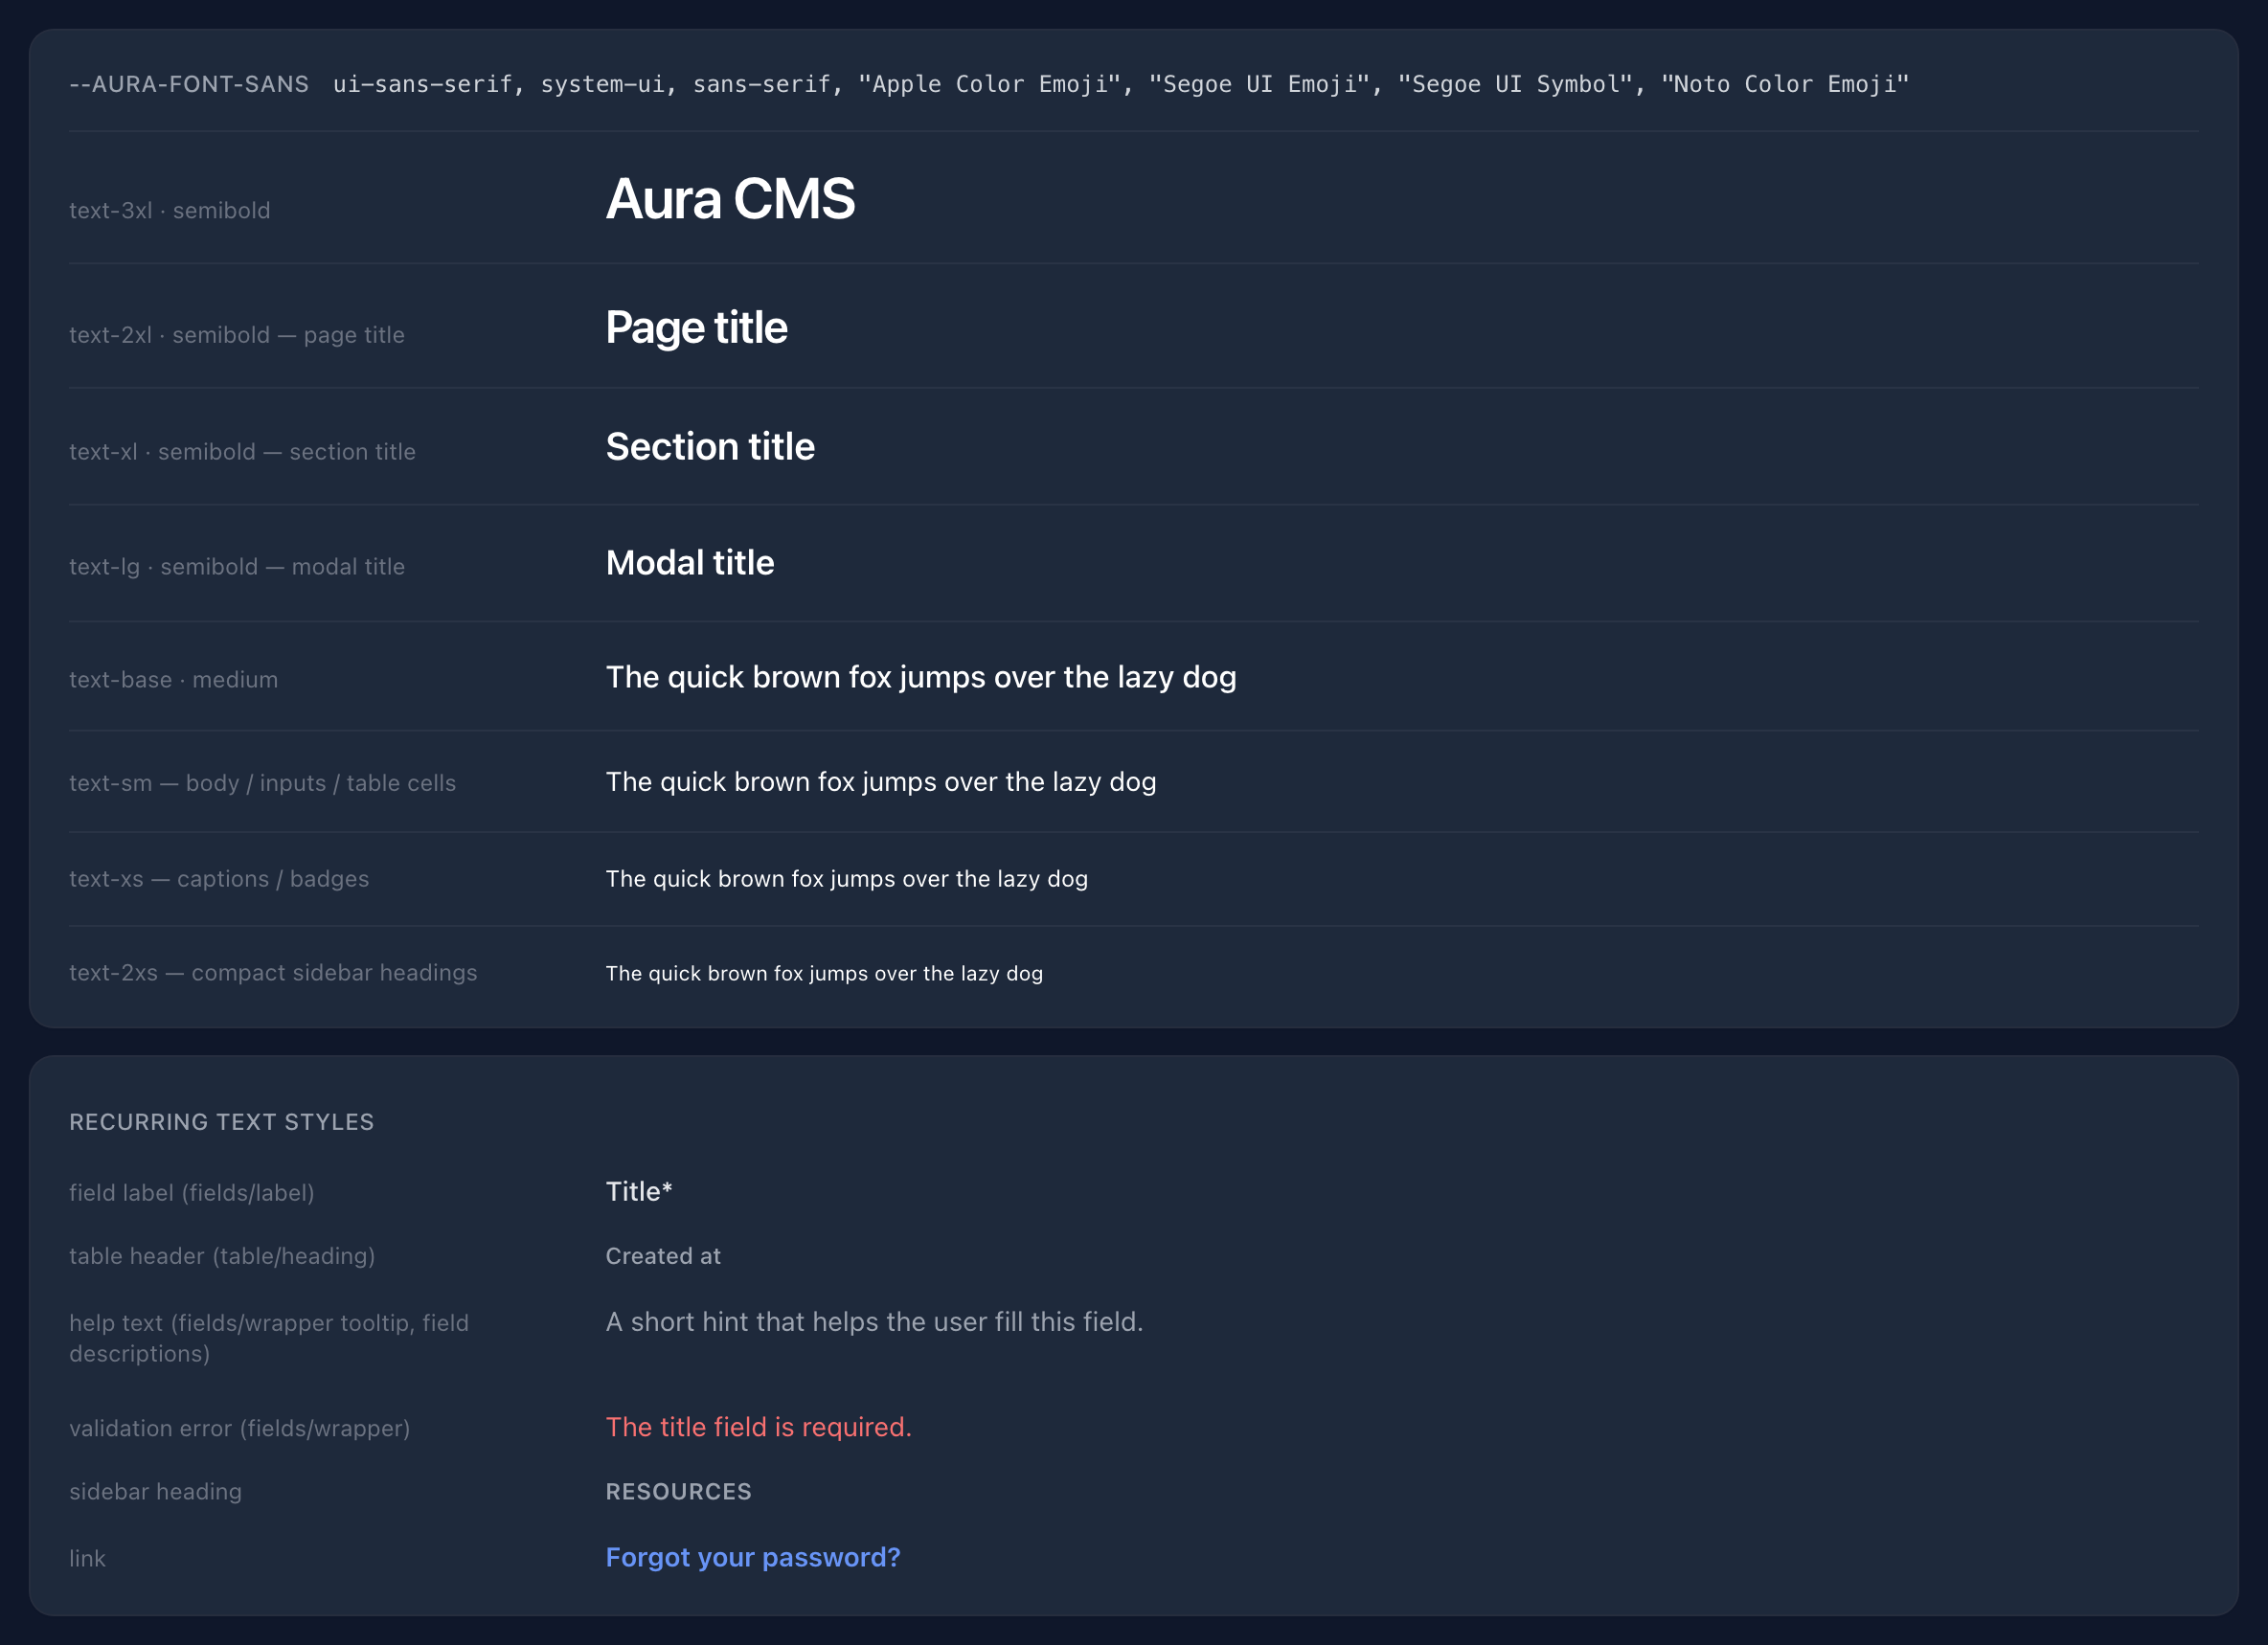 --AURA-FONT-SANS ui-sans-serif, system-ui, sans-serif, "Apple Color Emoji", "Segoe UI Emoji", "Segoe UI Symbol", "Noto Color Emoji"
text-3xl · semibold Aura CMS
text-2xl · semibold — page title Page title
text-xl · semibold — section title Section title
text-lg · semibold — modal title Modal title
text-base · medium The quick brown fox jumps over the lazy dog
text-sm — body / inputs / table cells The quick brown fox jumps over the lazy dog
text-xs — captions / badges The quick brown fox jumps over the lazy dog
text-2xs — compact sidebar headings The quick brown fox jumps over the lazy dog
RECURRING TEXT STYLES
field label (fields/label) Title*
table header (table/heading) Created at
help text (fields/wrapper tooltip, field A short hint that helps the user fill this field.
descriptions)
validation error (fields/wrapper) The title field is required.
sidebar heading RESOURCES
link Forgot your password?